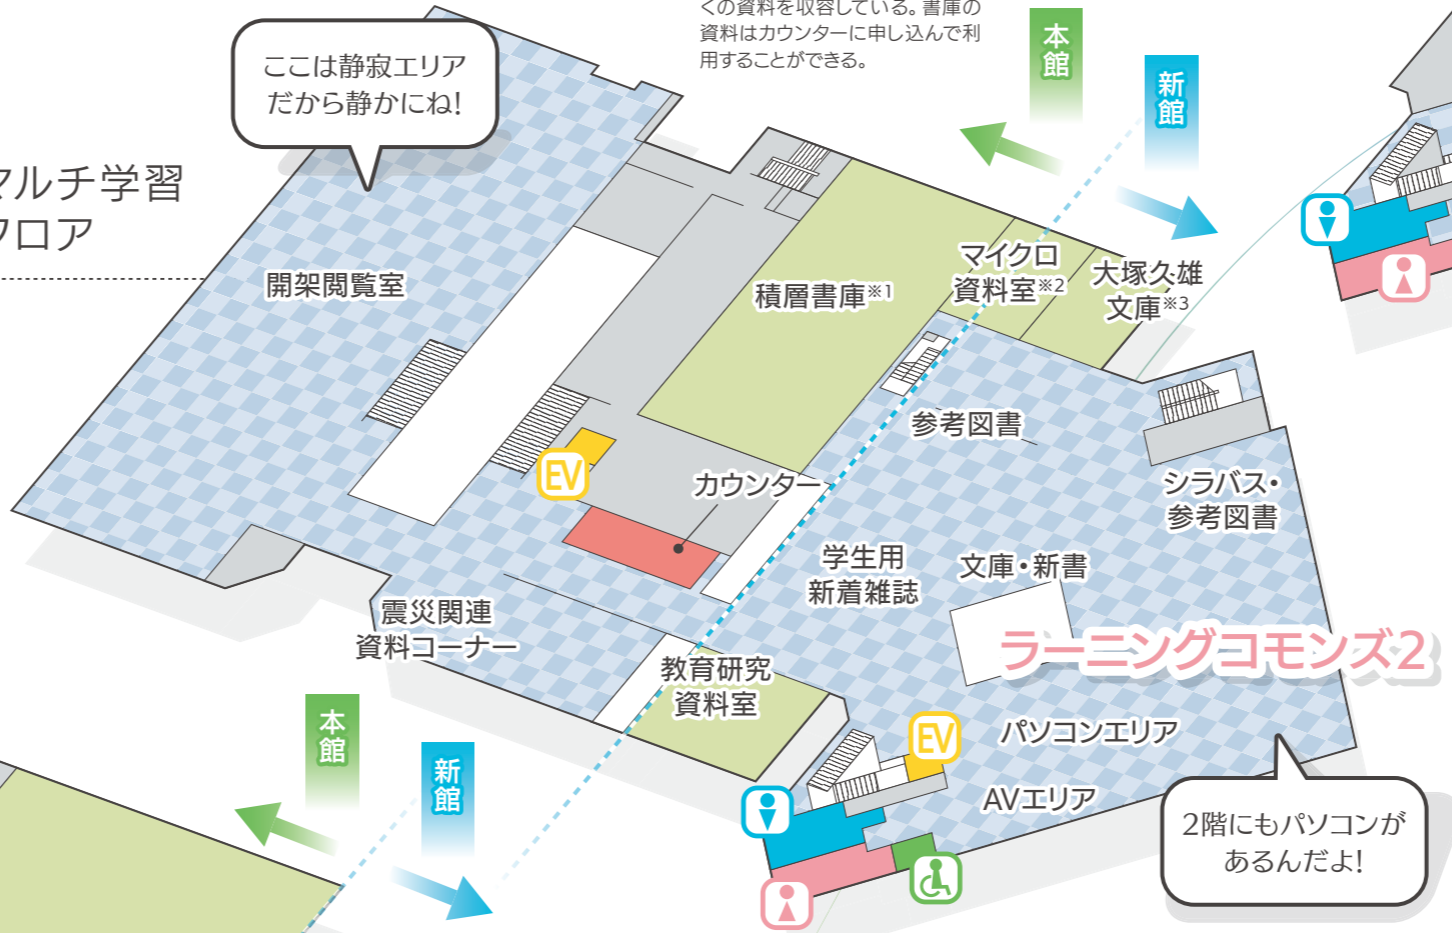 くの資料を収容している。書庫の
資料はカウンターに申し込んで利
用することができる。
本館
新館
ここは静寂エリア
だから静かにね!
マルチ学習
フロア
開架閲覧室
積層書庫※1
マイクロ
資料室※2
大塚久雄
文庫※3
参考図書
シラバス・
参考図書
EV
カウンター
学生用
新着雑誌
文庫・新書
震災関連
資料コーナー
ラーニングコモンズ2
教育研究
資料室
EV
パソコンエリア
AVエリア
2階にもパソコンが
あるんだよ!
本館
新館